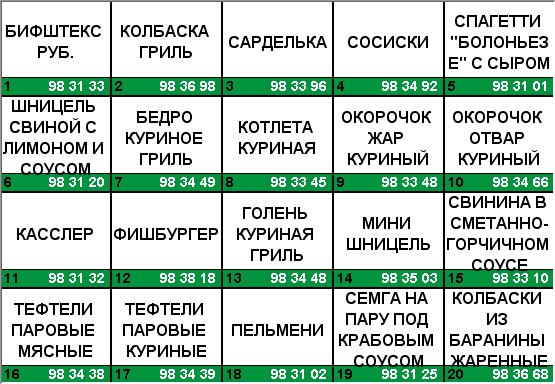 БИФШТЕКС
РУБ.
1 98 31 33
КОЛБАСКА
ГРИЛЬ
2 98 36 98
САРДЕЛЬКА
3 98 33 96
СОСИСКИ
4 98 34 92
СПАГЕТТИ
"БОЛОНЬЕЗ
Е" С СЫРОМ
5 98 31 01
ШНИЦЕЛЬ
СВИНОЙ С
ЛИМОНОМ И
СОУСОМ
6 98 31 20
БЕДРО
КУРИНОЕ
ГРИЛЬ
7 98 34 49
КОТЛЕТА
КУРИНАЯ
8 98 33 45
ОКОРОЧОК
ЖАР
КУРИНЫЙ
9 98 33 48
ОКОРОЧОК
ОТВАР
КУРИНЫЙ
10 98 34 66
КАССЛЕР
11 98 31 32
ФИШБУРГЕР
12 98 38 18
ГОЛЕНЬ
КУРИНАЯ
ГРИЛЬ
13 98 34 48
МИНИ
ШНИЦЕЛЬ
14 98 35 03
СВИНИНА В
СМЕТАННО-
ГОРЧИЧНОМ
СОУСЕ
15 98 33 10
ТЕФТЕЛИ
ПАРОВЫЕ
МЯСНЫЕ
16 98 34 38
ТЕФТЕЛИ
ПАРОВЫЕ
КУРИНЫЕ
17 98 34 39
ПЕЛЬМЕНИ
18 98 31 02
СЕМГА НА
ПАРУ ПОД
КРАБОВЫМ
СОУСОМ
19 98 31 25
КОЛБАСКИ
ИЗ
БАРАНИНЫ
ЖАРЕННЫЕ
20 98 36 68